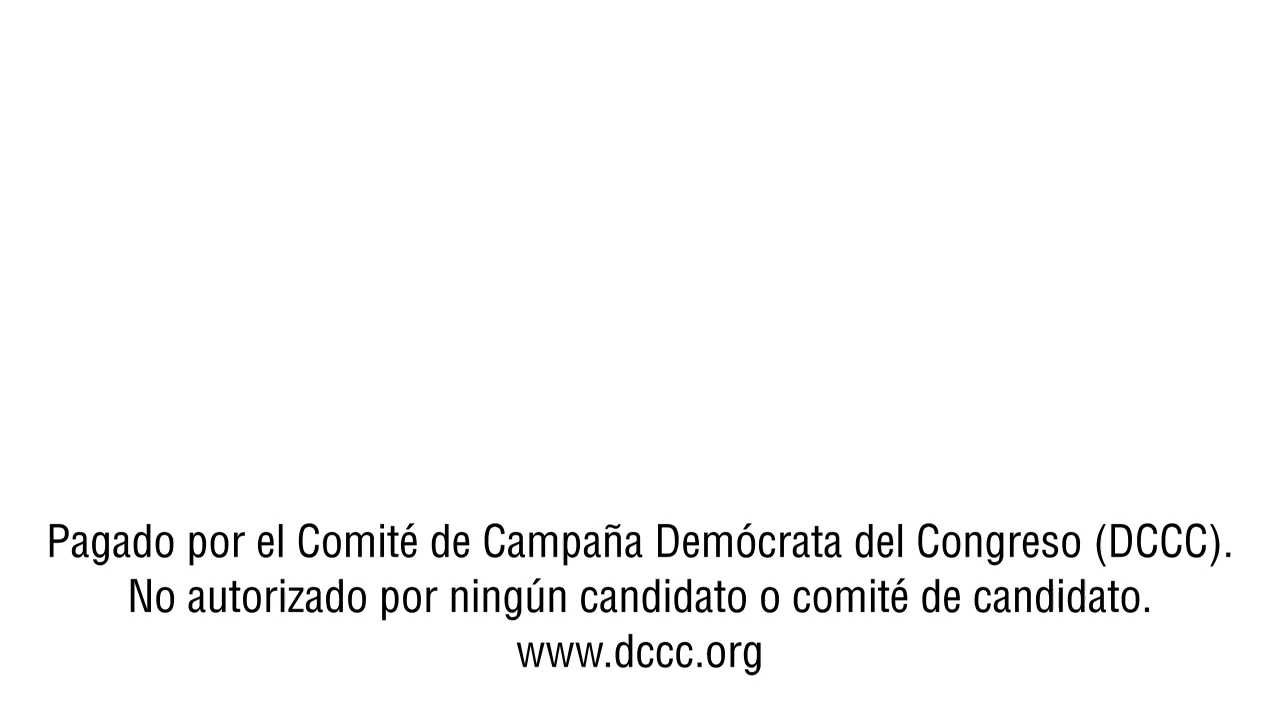 Pagado por el Comité de Campaña Demócrata del Congreso (DCCC).
No autorizado por ningún candidato o comité de candidato.
www.dccc.org